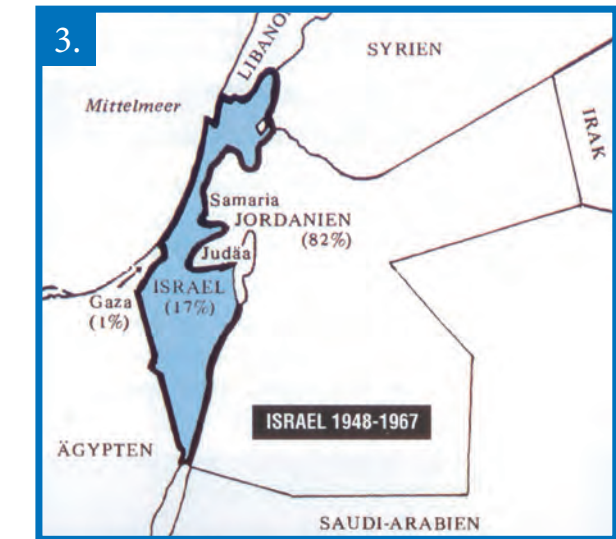 3.
LIBANON
SYRIEN
Mittelmeer
IRAK
Samaria
JORDANIEN
(82%)
Judäa
ISRAEL
(17%)
Gaza
(1%)
ISRAEL 1948-1967
ÄGYPTEN
SAUDI-ARABIEN